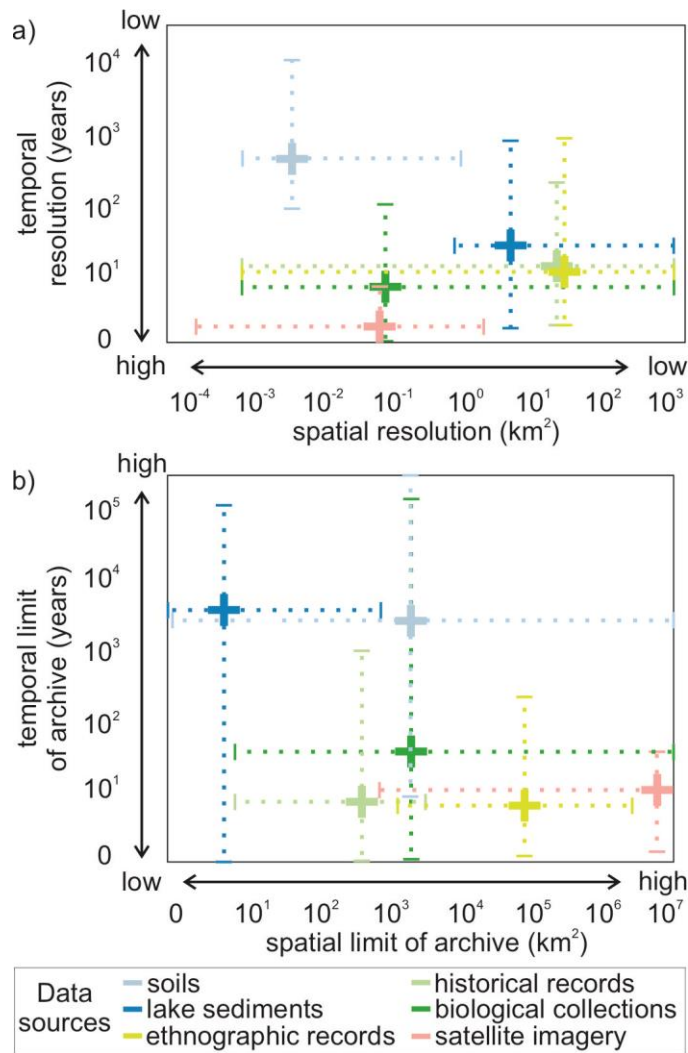 a)
low
10⁴
10³
10²
10¹
0
temporal
resolution (years)
high
low
10⁻⁴ 10⁻³ 10⁻² 10⁻¹ 10⁰ 10¹ 10² 10³
spatial resolution (km²)
b)
high
10⁵
10⁴
10³
10²
10¹
0
temporal limit
of archive (years)
low
high
0 10¹ 10² 10³ 10⁴ 10⁵ 10⁶ 10⁷
spatial limit of archive (km²)
Data
sources
soils
lake sediments
ethnographic records
historical records
biological collections
satellite imagery